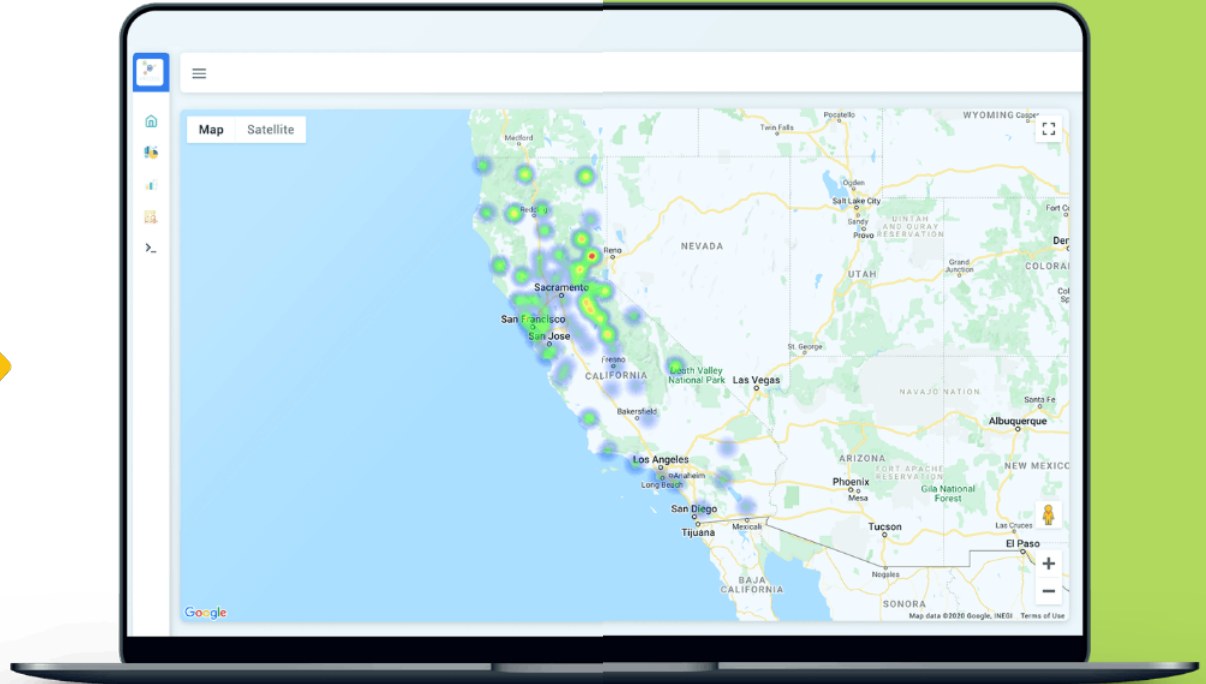 Map Satellite
Medford
Twin Falls
Pocatello
WYOMING
Casper
Ogden
Salt Lake City
Sandy
Provo
UINTAH
AND OURAY
RESERVATION
Redding
Reno
NEVADA
UTAH
Grand
Junction
Sacramento
San Francisco
San Jose
Fresno
CALIFORNIA
Death Valley
National Park
St. George
Las Vegas
NAVAJO NATION
Santa Fe
Albuquerque
Bakersfield
Los Angeles
Anaheim
Long Beach
ARIZONA
FORT APACHE
RESERVATION
NEW MEXICO
Phoenix
Mesa
Gila National
Forest
San Diego
Tijuana
Mexicali
Tucson
Las Cruces
El Paso
Nogales
BAJA
CALIFORNIA
SONORA
Google
Map data ©2020 Google, INEGI Terms of Use